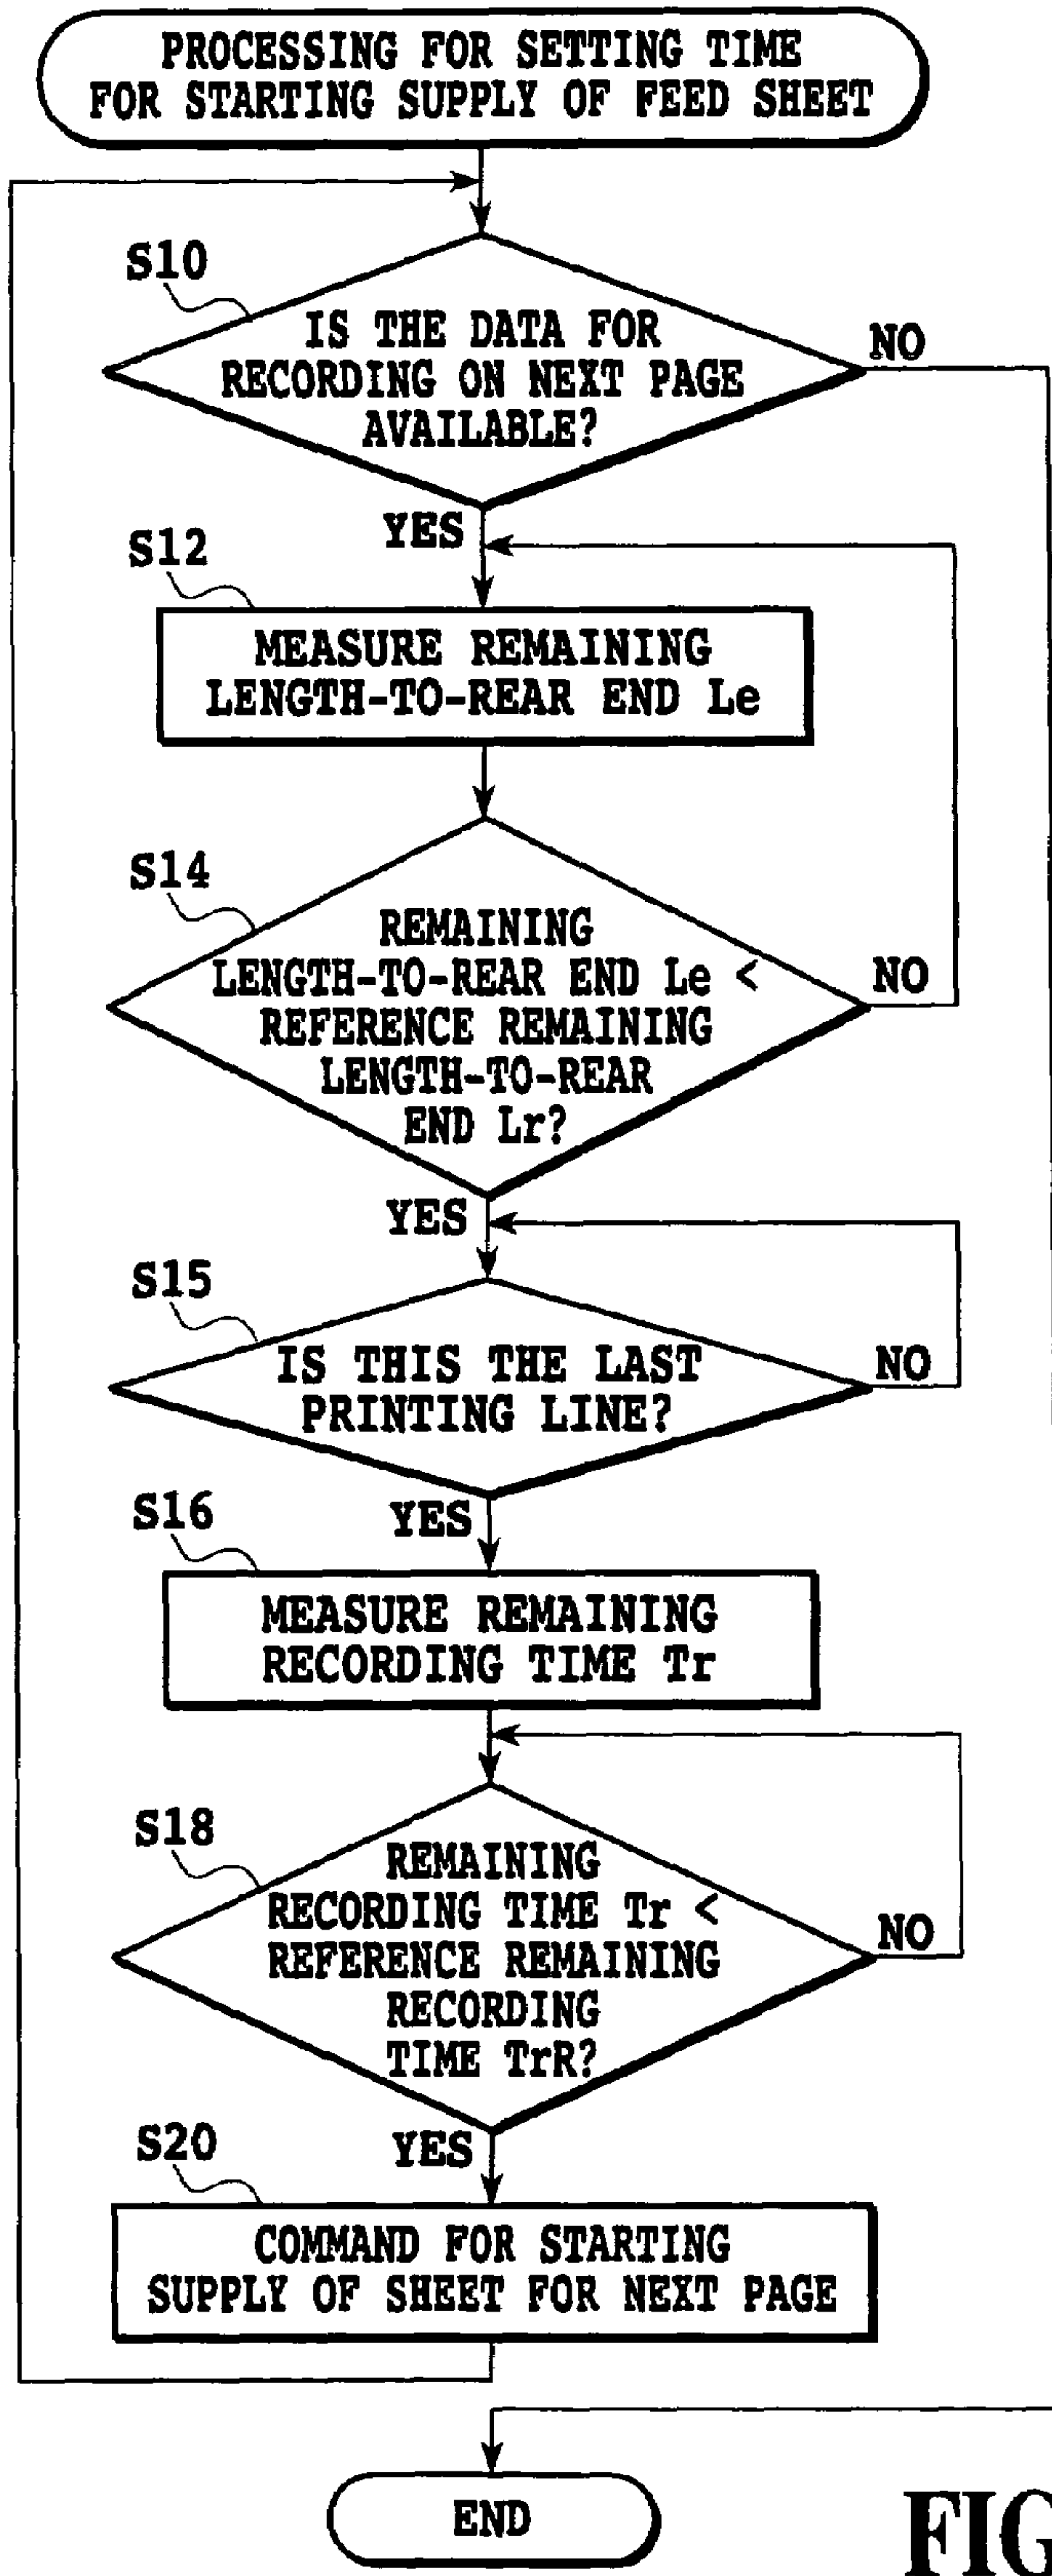 PROCESSING FOR SETTING TIME
FOR STARTING SUPPLY OF FEED SHEET
S10
IS THE DATA FOR
RECORDING ON NEXT PAGE
AVAILABLE?
NO
YES
S12
MEASURE REMAINING
LENGTH-TO-REAR END Le
S14
REMAINING
LENGTH-TO-REAR END Le <
REFERENCE REMAINING
LENGTH-TO-REAR
END Lr?
NO
YES
S15
IS THIS THE LAST
PRINTING LINE?
NO
YES
S16
MEASURE REMAINING
RECORDING TIME Tr
S18
REMAINING
RECORDING TIME Tr <
REFERENCE REMAINING
RECORDING
TIME TrR?
NO
YES
S20
COMMAND FOR STARTING
SUPPLY OF SHEET FOR NEXT PAGE
END
FIG